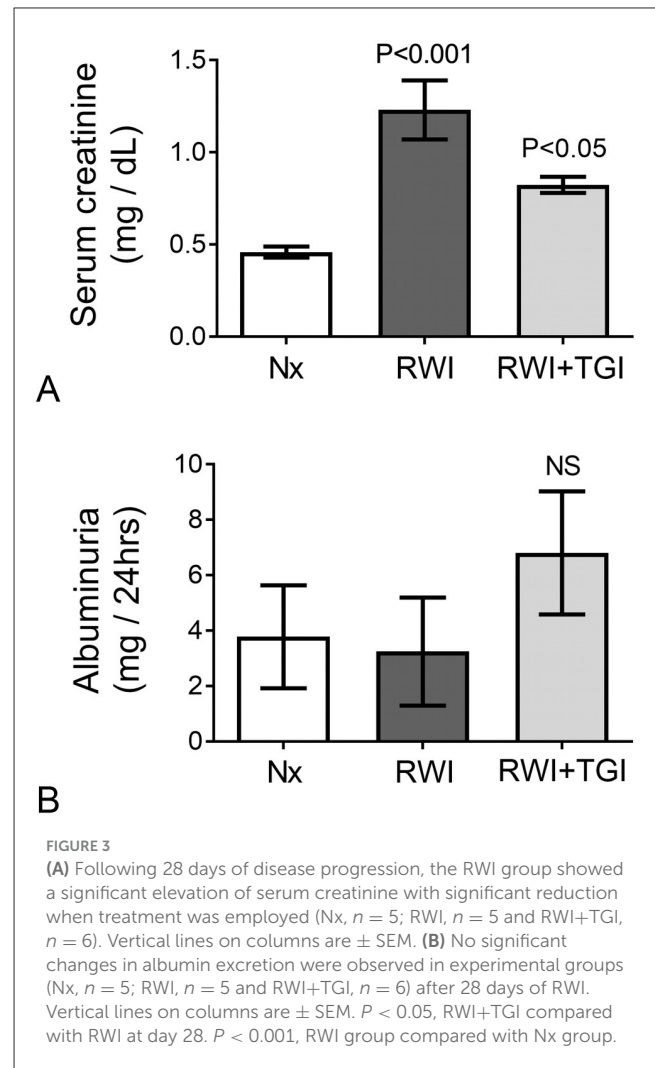 P<0.001
P<0.05
Serum creatinine
(mg / dL)
1.5
1.0
0.5
0.0
Nx RWI RWI+TGI
A
NS
Albuminuria
(mg / 24hrs)
10
8
6
4
2
0
Nx RWI RWI+TGI
B
FIGURE 3
(A) Following 28 days of disease progression, the RWI group showed
a significant elevation of serum creatinine with significant reduction
when treatment was employed (Nx, n = 5; RWI, n = 5 and RWI+TGI,
n = 6). Vertical lines on columns are ± SEM. (B) No significant
changes in albumin excretion were observed in experimental groups
(Nx, n = 5; RWI, n = 5 and RWI+TGI, n = 6) after 28 days of RWI.
Vertical lines on columns are ± SEM. P < 0.05, RWI+TGI compared
with RWI at day 28. P < 0.001, RWI group compared with Nx group.